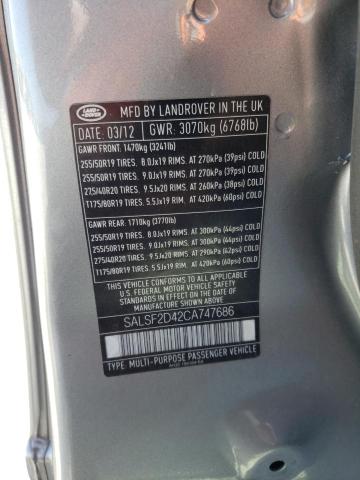 LAND ROVER
MFD BY LANDROVER IN THE UK
DATE: 03/12 GWR: 3070kg (6768lb)
GAWR FRONT: 1470kg (3241lb)
255/50R19 TIRES. 8.0Jx19 RIMS. AT 270kPa (39psi) COLD
255/50R19 TIRES. 9.0Jx19 RIMS. AT 270kPa (39psi) COLD
275/40R20 TIRES. 9.5Jx20 RIMS. AT 260kPa (38psi) COLD
T175/80R19 TIRES. 5.5Jx19 RIM. AT 420kPa (60psi) COLD
GAWR REAR: 1710kg (3770lb)
255/50R19 TIRES. 8.0Jx19 RIMS. AT 300kPa (44psi) COLD
255/50R19 TIRES. 9.0Jx19 RIMS. AT 300kPa (44psi) COLD
275/40R20 TIRES. 9.5Jx20 RIMS. AT 290kPa (42psi) COLD
T175/80R19 TIRES. 5.5Jx19 RIM. AT 420kPa (60psi) COLD
THIS VEHICLE CONFORMS TO ALL APPLICABLE
U.S. FEDERAL MOTOR VEHICLE SAFETY AND
THEFT PREVENTION STANDARDS IN EFFECT ON
THE DATE OF MANUFACTURE SHOWN ABOVE.
SALSF2D42CA747686
TYPE: MULTI-PURPOSE PASSENGER VEHICLE